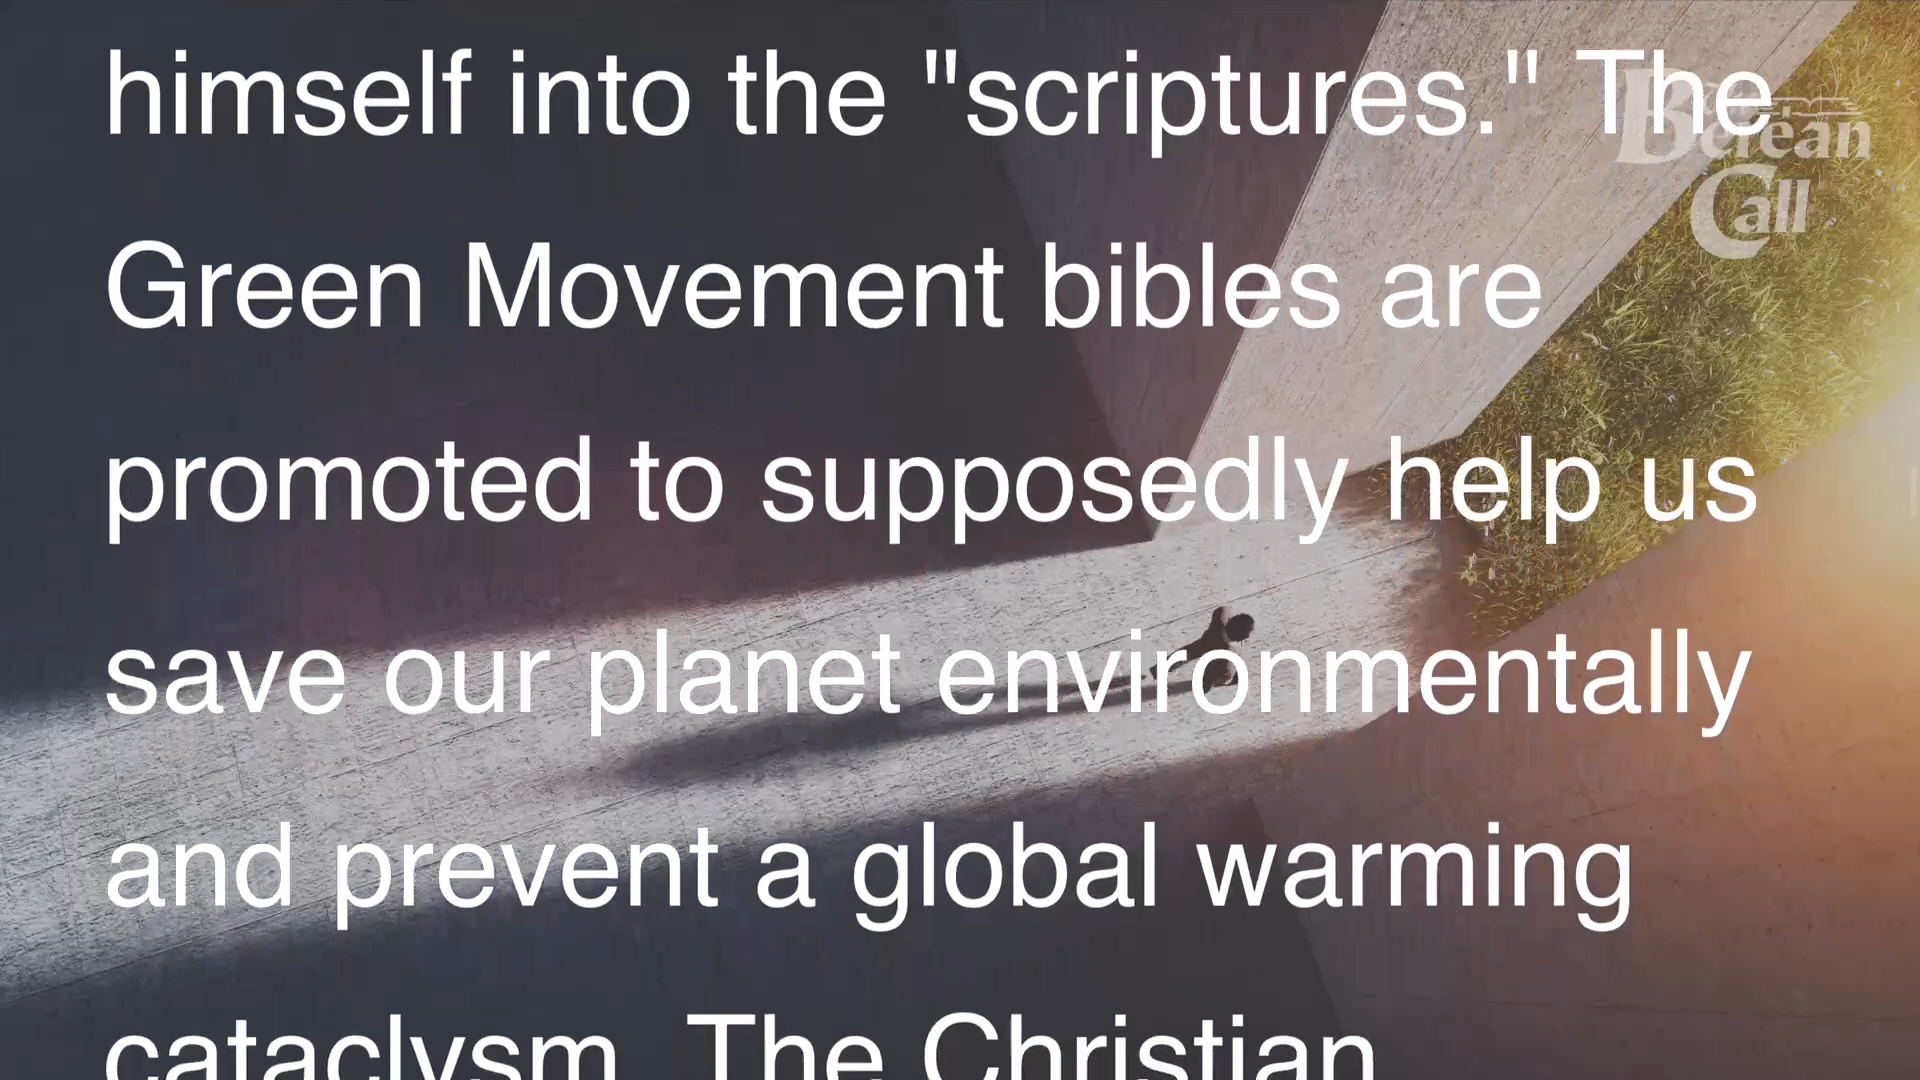 himself into the "scriptures." The
Berean
Call
Green Movement bibles are
promoted to supposedly help us
save our planet environmentally
and prevent a global warming
cataclysm. The Christian